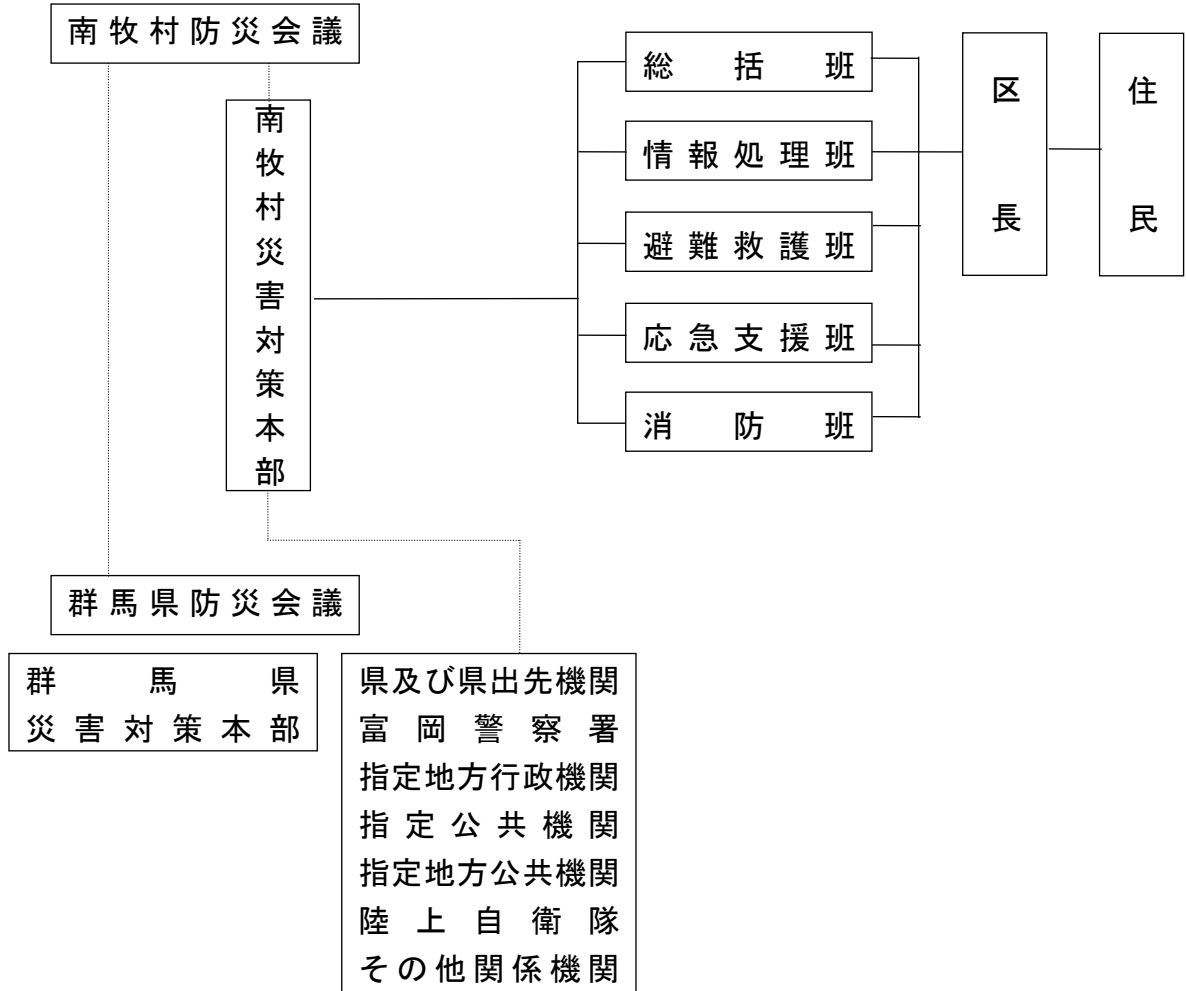 南牧村防災会議
南牧村災害対策本部
総括班
情報処理班
避難救護班
応急支援班
消防班
区長
住民
群馬県防災会議
群馬県
災害対策本部
県及び県出先機関
富岡警察署
指定地方行政機関
指定公共機関
指定地方公共機関
陸上自衛隊
その他関係機関